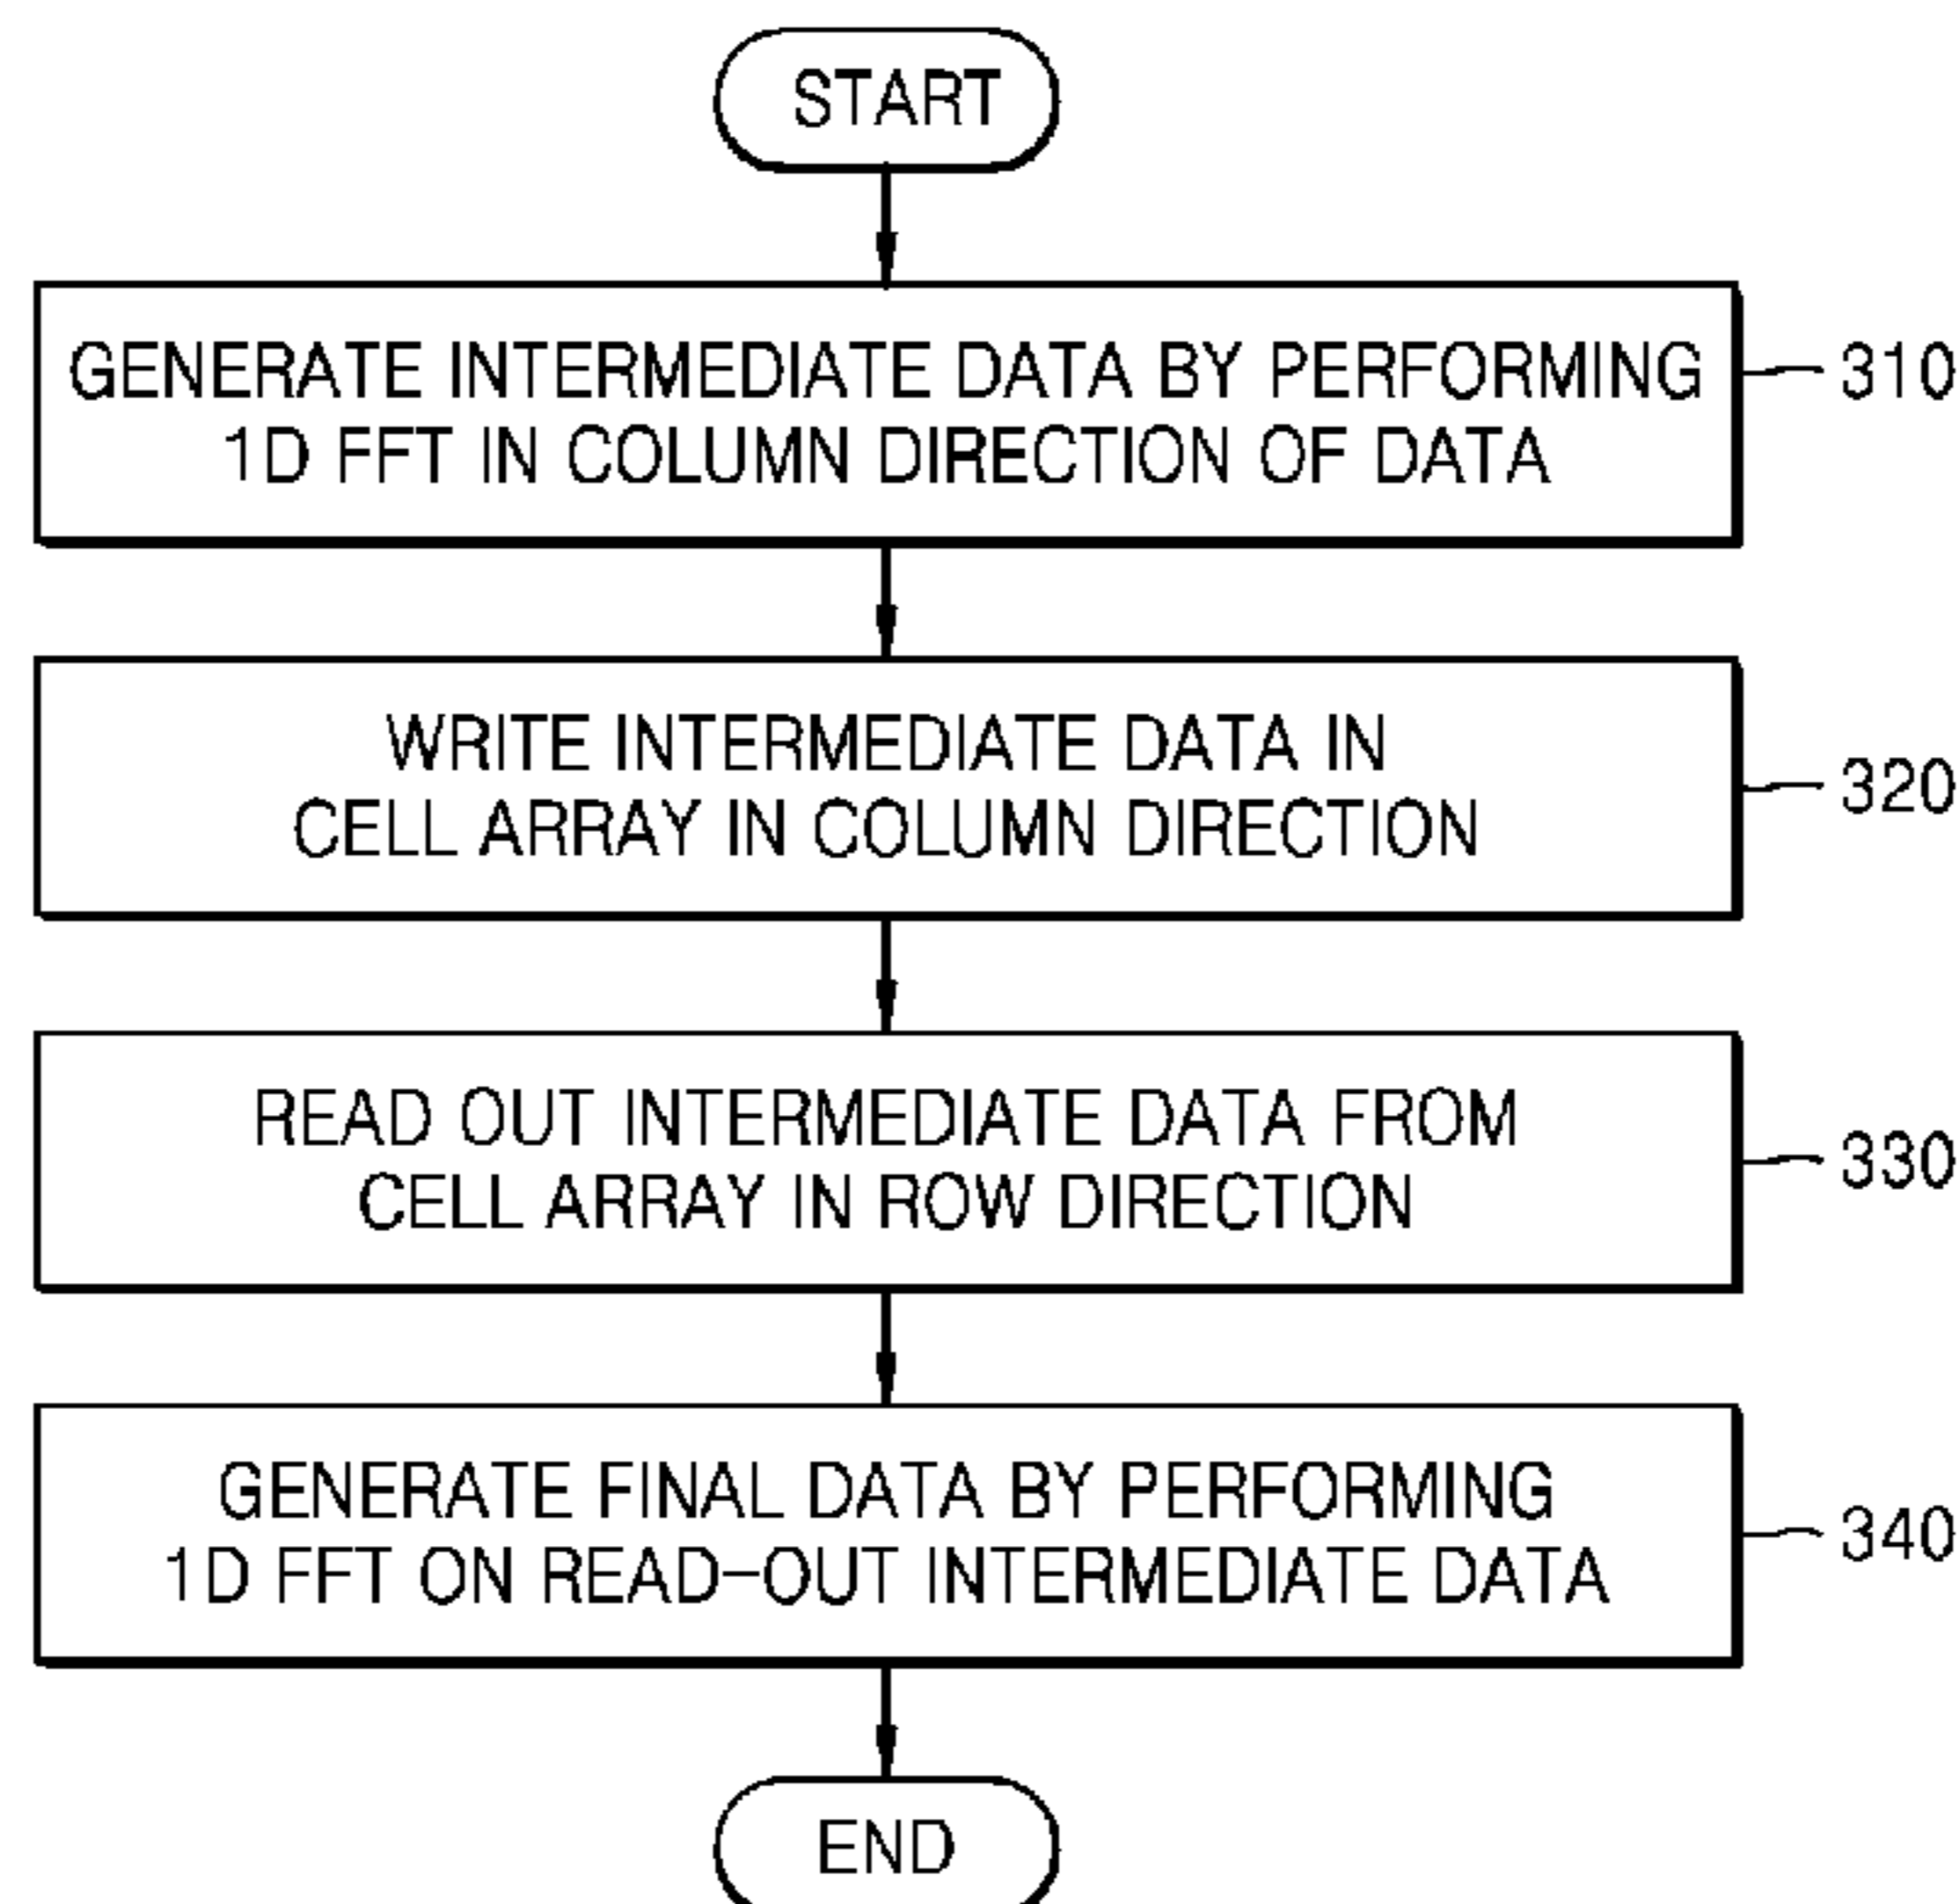 START
GENERATE INTERMEDIATE DATA BY PERFORMING
1D FFT IN COLUMN DIRECTION OF DATA
310
WRITE INTERMEDIATE DATA IN
CELL ARRAY IN COLUMN DIRECTION
320
READ OUT INTERMEDIATE DATA FROM
CELL ARRAY IN ROW DIRECTION
330
GENERATE FINAL DATA BY PERFORMING
1D FFT ON READ-OUT INTERMEDIATE DATA
340
END